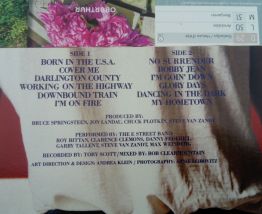 SIDE 1
BORN IN THE U.S.A.
COVER ME
DARLINGTON COUNTY
WORKING ON THE HIGHWAY
DOWNBOUND TRAIN
I'M ON FIRE
SIDE 2
NO SURRENDER
BOBBY JEAN
I'M GOIN' DOWN
GLORY DAYS
DANCING IN THE DARK
MY HOMETOWN
PRODUCED BY:
BRUCE SPRINGSTEEN, JON LANDAU, CHUCK PLOTKIN, STEVE VAN ZANDT
PERFORMED BY: THE E STREET BAND
ROY BITTAN, CLARENCE CLEMONS, DANNY FEDERICI,
GARRY TALLENT, STEVE VAN ZANDT, MAX WEINBERG
RECORDED BY: TOBY SCOTT / MIXED BY: BOB CLEARMOUNTAIN
ART DIRECTION & DESIGN: ANDREA KLEIN / PHOTOGRAPHY: ANNIE LEIBOVITZ